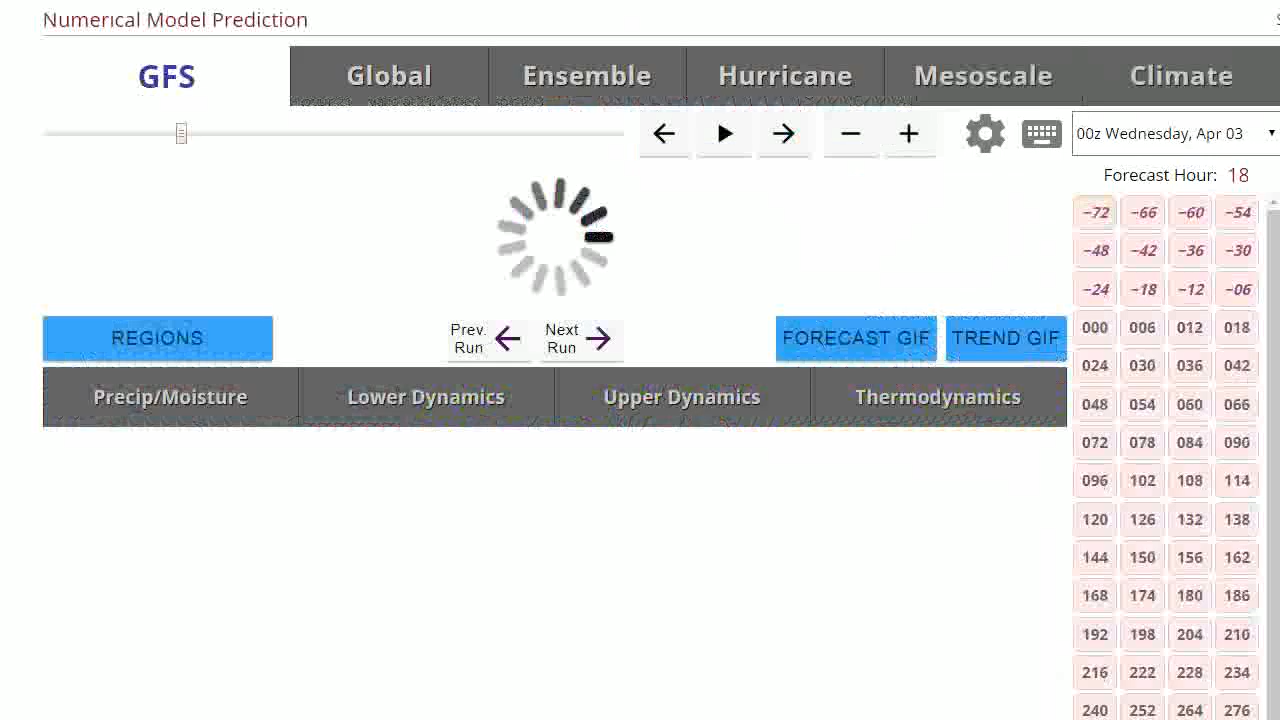 Numerical Model Prediction
GFS Global Ensemble Hurricane Mesoscale Climate
00z Wednesday, Apr 03
Forecast Hour: 18
−72 −66 −60 −54
−48 −42 −36 −30
−24 −18 −12 −06
REGIONS
Prev. Run
Next Run
FORECAST GIF TREND GIF
000 006 012 018
024 030 036 042
Precip/Moisture Lower Dynamics Upper Dynamics Thermodynamics
048 054 060 066
072 078 084 090
096 102 108 114
120 126 132 138
144 150 156 162
168 174 180 186
192 198 204 210
216 222 228 234
240 252 264 276